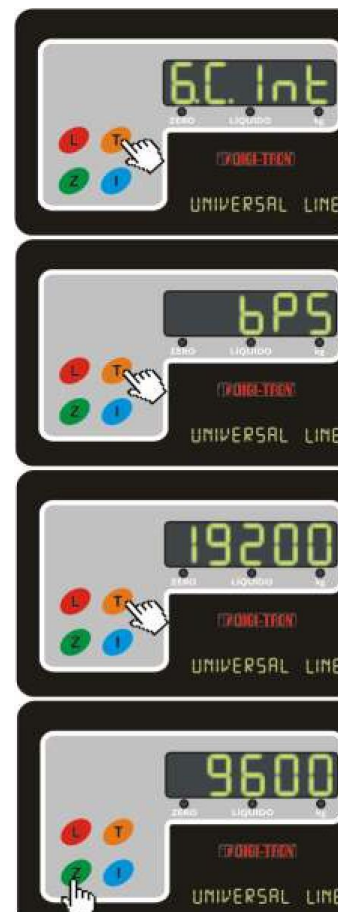 6.C. Int
ZERO LIQUIDO kg
L T
DIGI-TRON
Z I
UNIVERSAL LINE
bPS
ZERO LIQUIDO kg
L T
DIGI-TRON
Z I
UNIVERSAL LINE
19200
ZERO LIQUIDO kg
L T
DIGI-TRON
Z I
UNIVERSAL LINE
9600
ZERO LIQUIDO kg
L T
DIGI-TRON
Z I
UNIVERSAL LINE